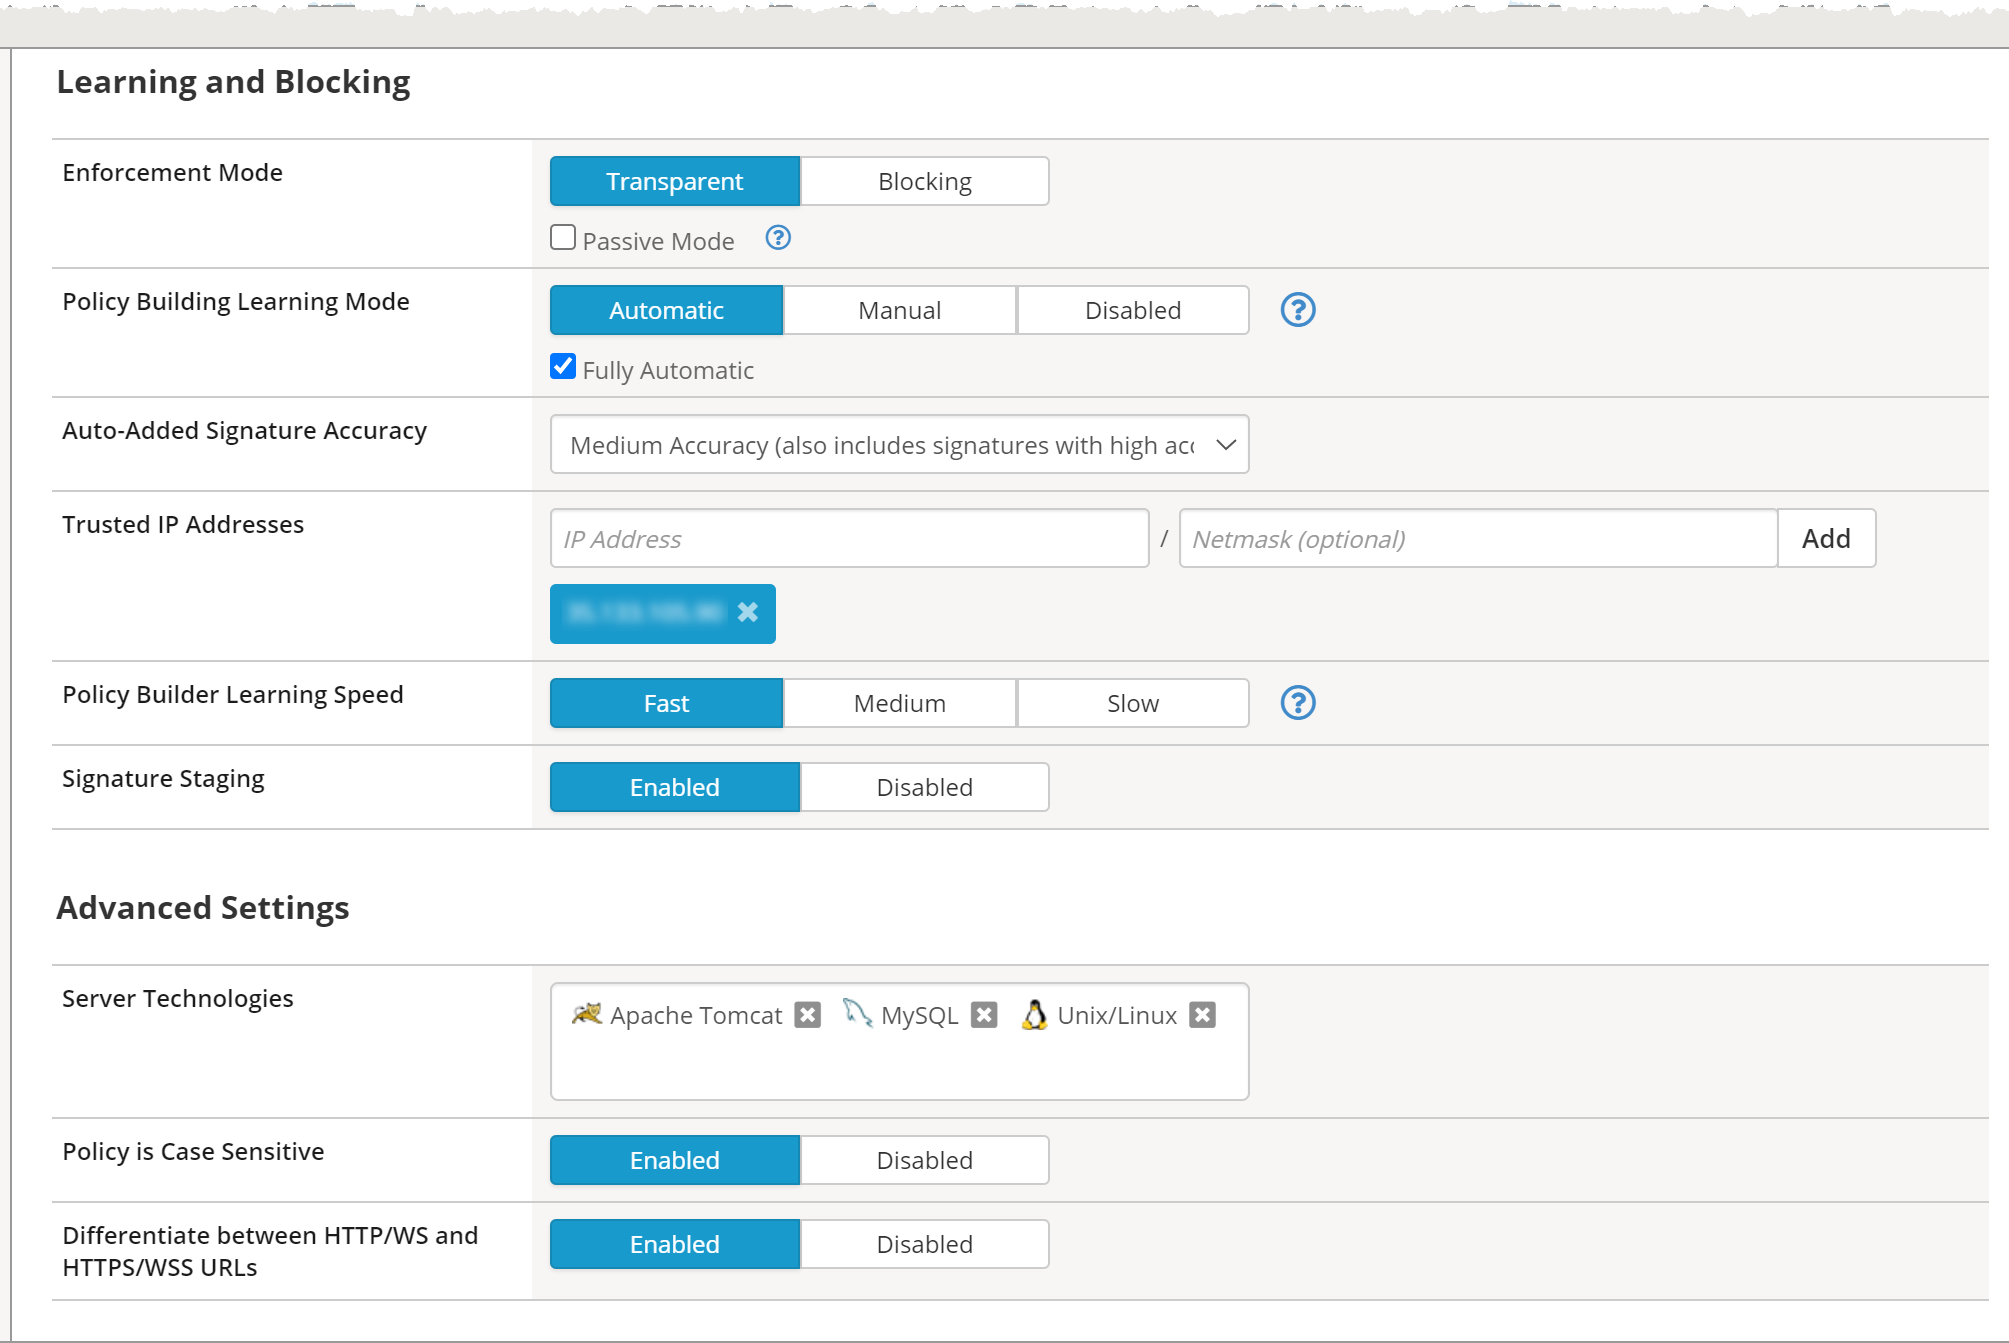 Learning and Blocking
Enforcement Mode
Transparent
Blocking
Passive Mode
?
Policy Building Learning Mode
Automatic
Manual
Disabled
?
Fully Automatic
Auto-Added Signature Accuracy
Medium Accuracy (also includes signatures with high acc
Trusted IP Addresses
IP Address
/
Netmask (optional)
Add
Policy Builder Learning Speed
Fast
Medium
Slow
?
Signature Staging
Enabled
Disabled
Advanced Settings
Server Technologies
Apache Tomcat
MySQL
Unix/Linux
Policy is Case Sensitive
Enabled
Disabled
Differentiate between HTTP/WS and
HTTPS/WSS URLs
Enabled
Disabled